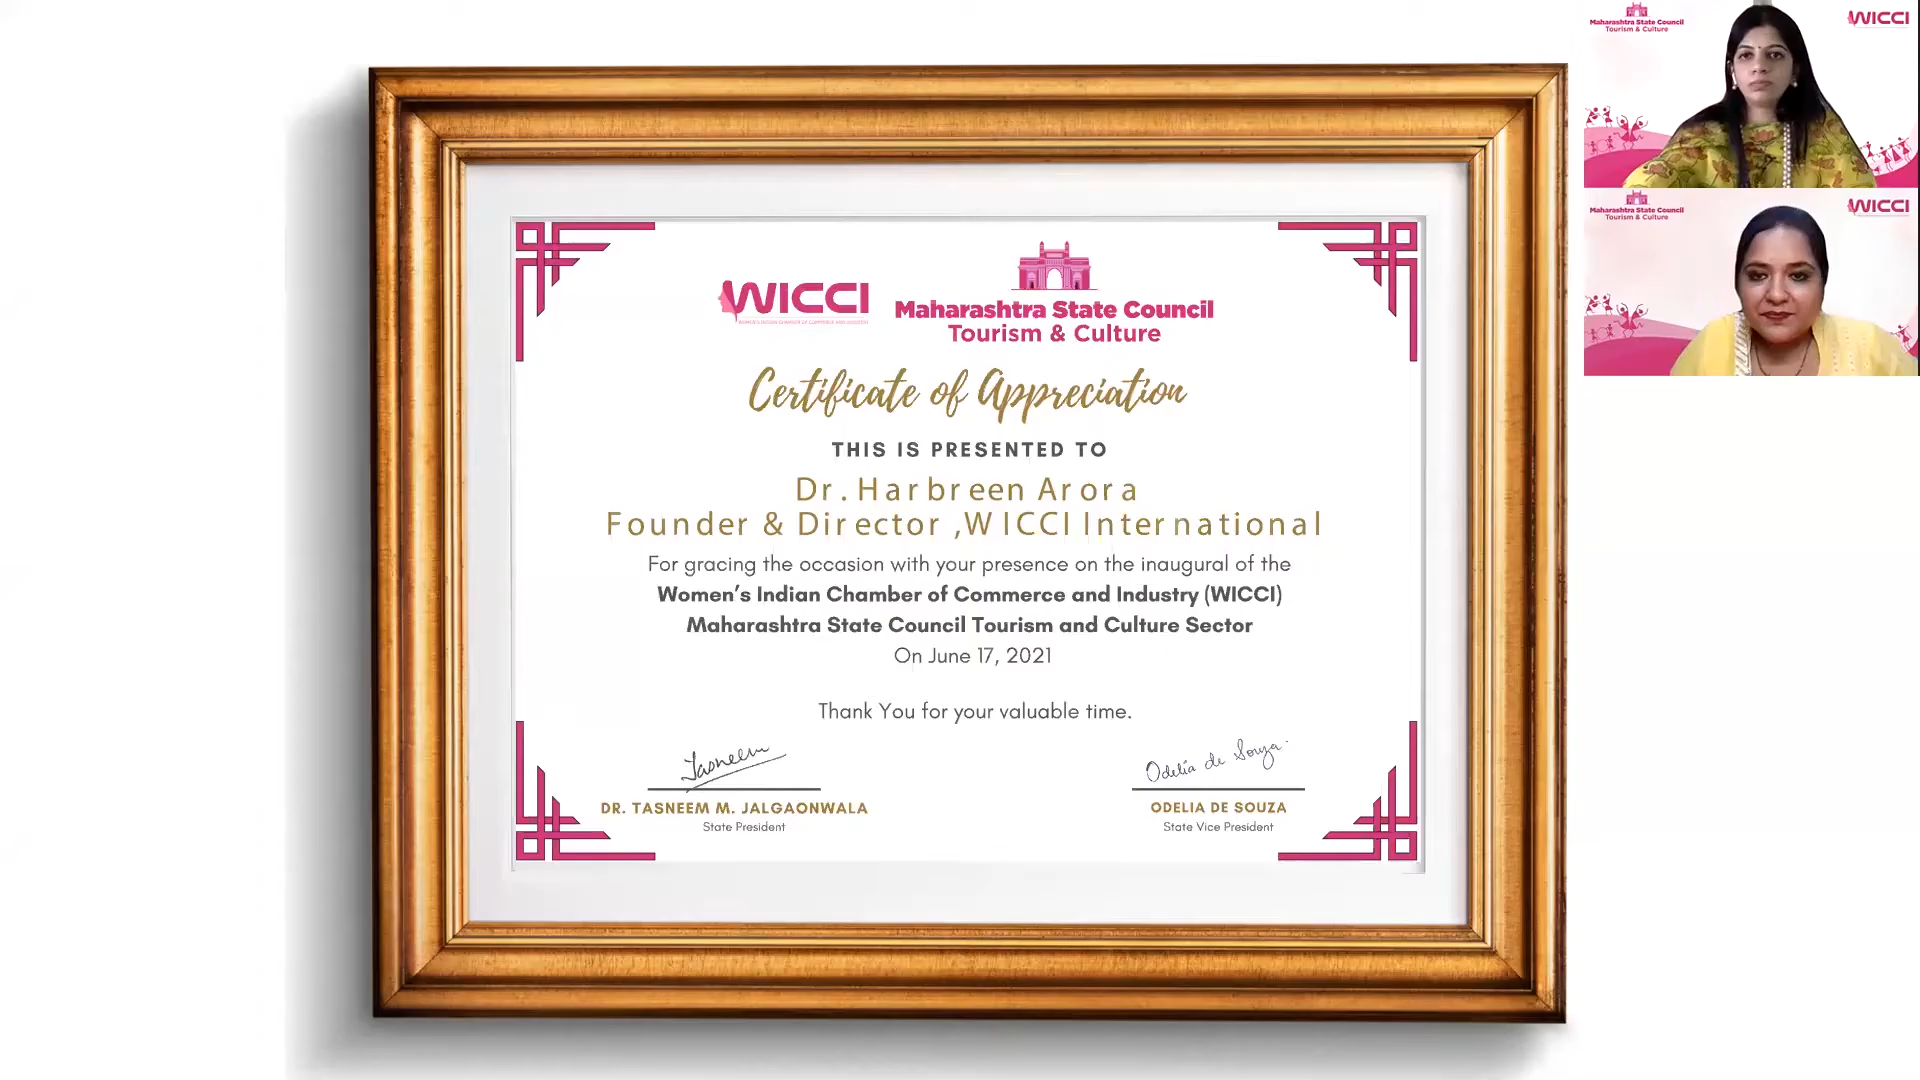 WICCI
Maharashtra State Council
Tourism & Culture
Certificate of Appreciation
THIS IS PRESENTED TO
Dr. Harbreen Arora
Founder & Director ,WICCI International
For gracing the occasion with your presence on the inaugural of the
Women’s Indian Chamber of Commerce and Industry (WICCI)
Maharashtra State Council Tourism and Culture Sector
On June 17, 2021
Thank You for your valuable time.
Tasneem
DR. TASNEEM M. JALGAONWALA
State President
Odelia de Souza
ODELIA DE SOUZA
State Vice President
Maharashtra State Council
Tourism & Culture
WICCI
Maharashtra State Council
Tourism & Culture
WICCI